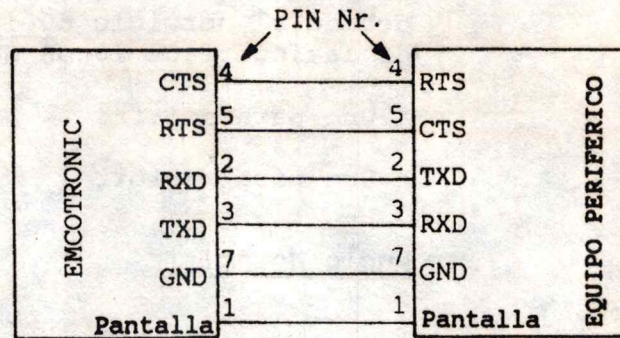 PIN Nr.
EMCOTRONIC
CTS 4 4 RTS
RTS 5 5 CTS
RXD 2 2 TXD
TXD 3 3 RXD
GND 7 7 GND
Pantalla 1 1 Pantalla
EQUIPO PERIFERICO